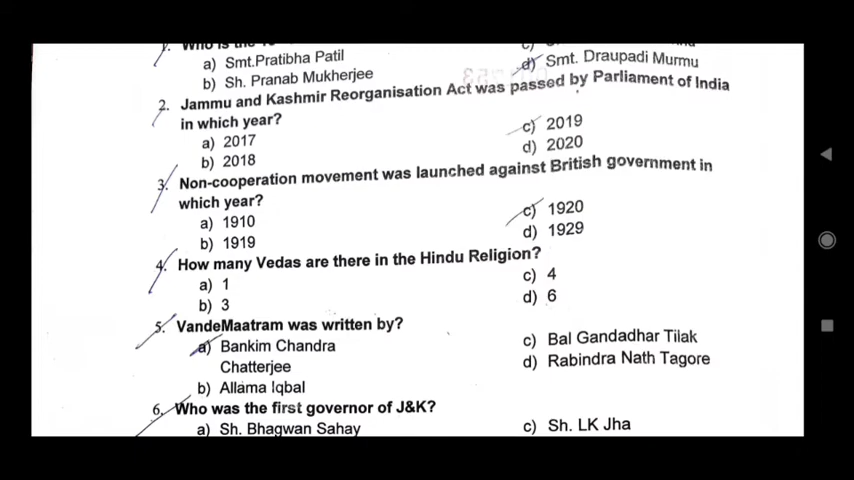 a) Smt.Pratibha Patil
d) Smt. Draupadi Murmu
b) Sh. Pranab Mukherjee
2. Jammu and Kashmir Reorganisation Act was passed by Parliament of India
in which year?
a) 2017
c) 2019
b) 2018
d) 2020
3. Non-cooperation movement was launched against British government in
which year?
a) 1910
c) 1920
b) 1919
d) 1929
4. How many Vedas are there in the Hindu Religion?
a) 1
c) 4
b) 3
d) 6
5. VandeMaatram was written by?
a) Bankim Chandra
Chatterjee
c) Bal Gandadhar Tilak
d) Rabindra Nath Tagore
b) Allama Iqbal
6. Who was the first governor of J&K?
a) Sh. Bhagwan Sahay
c) Sh. LK Jha